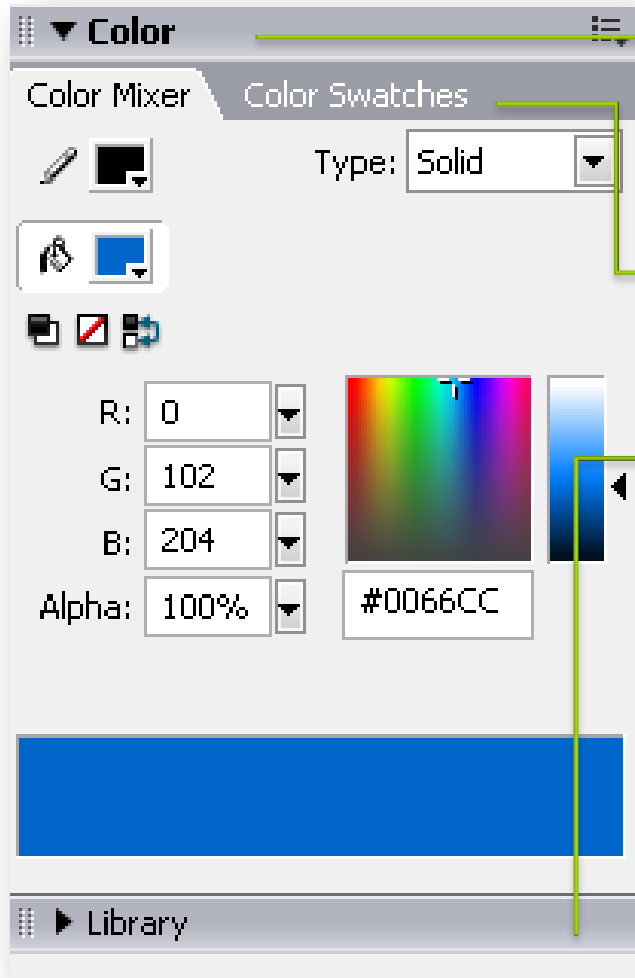 Color
Color Mixer Color Swatches
Type: Solid
R: 0
G: 102
B: 204
Alpha: 100% #0066CC
Library